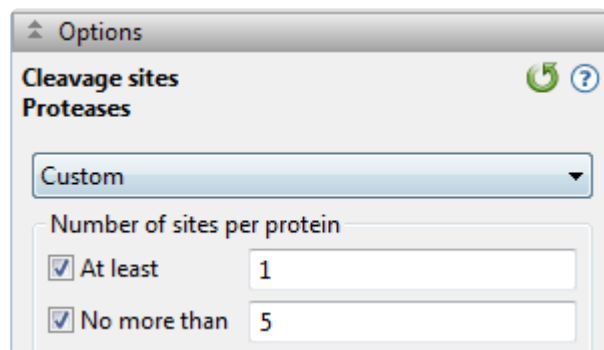 Options
Cleavage sites
Proteases
?
Custom
Number of sites per protein
At least 1
No more than 5